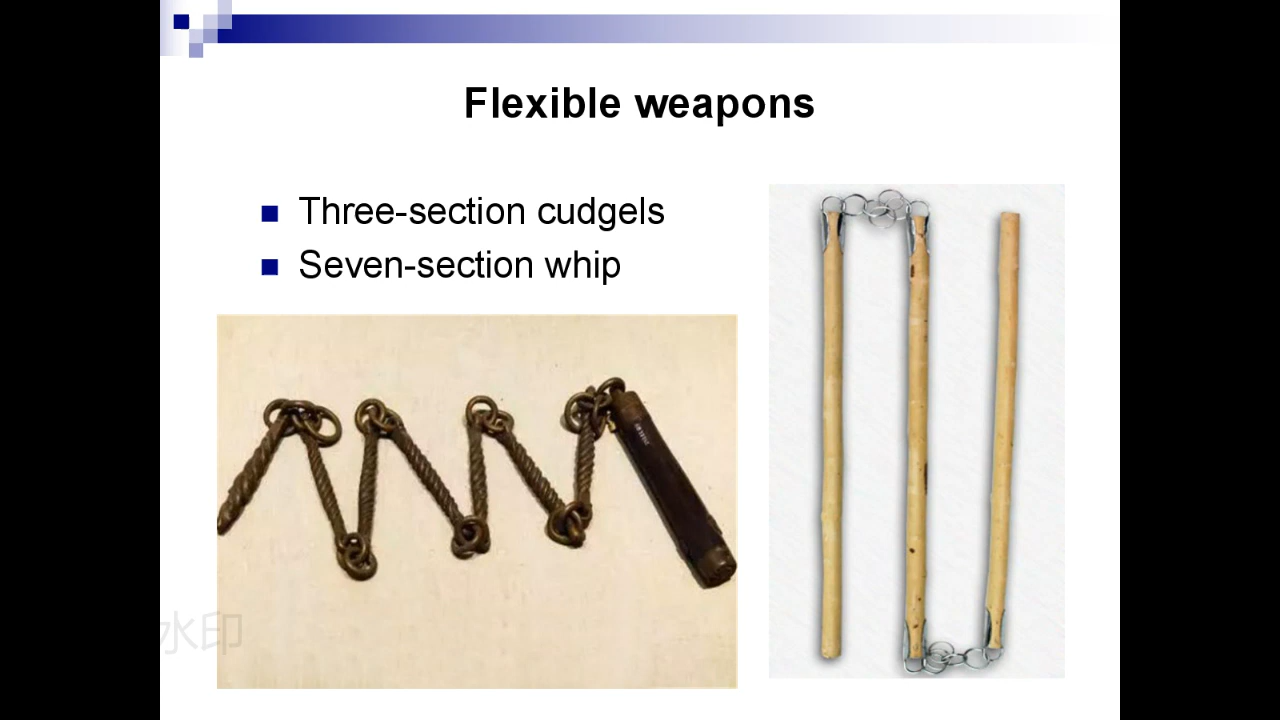 Flexible weapons
Three-section cudgels
Seven-section whip
水印